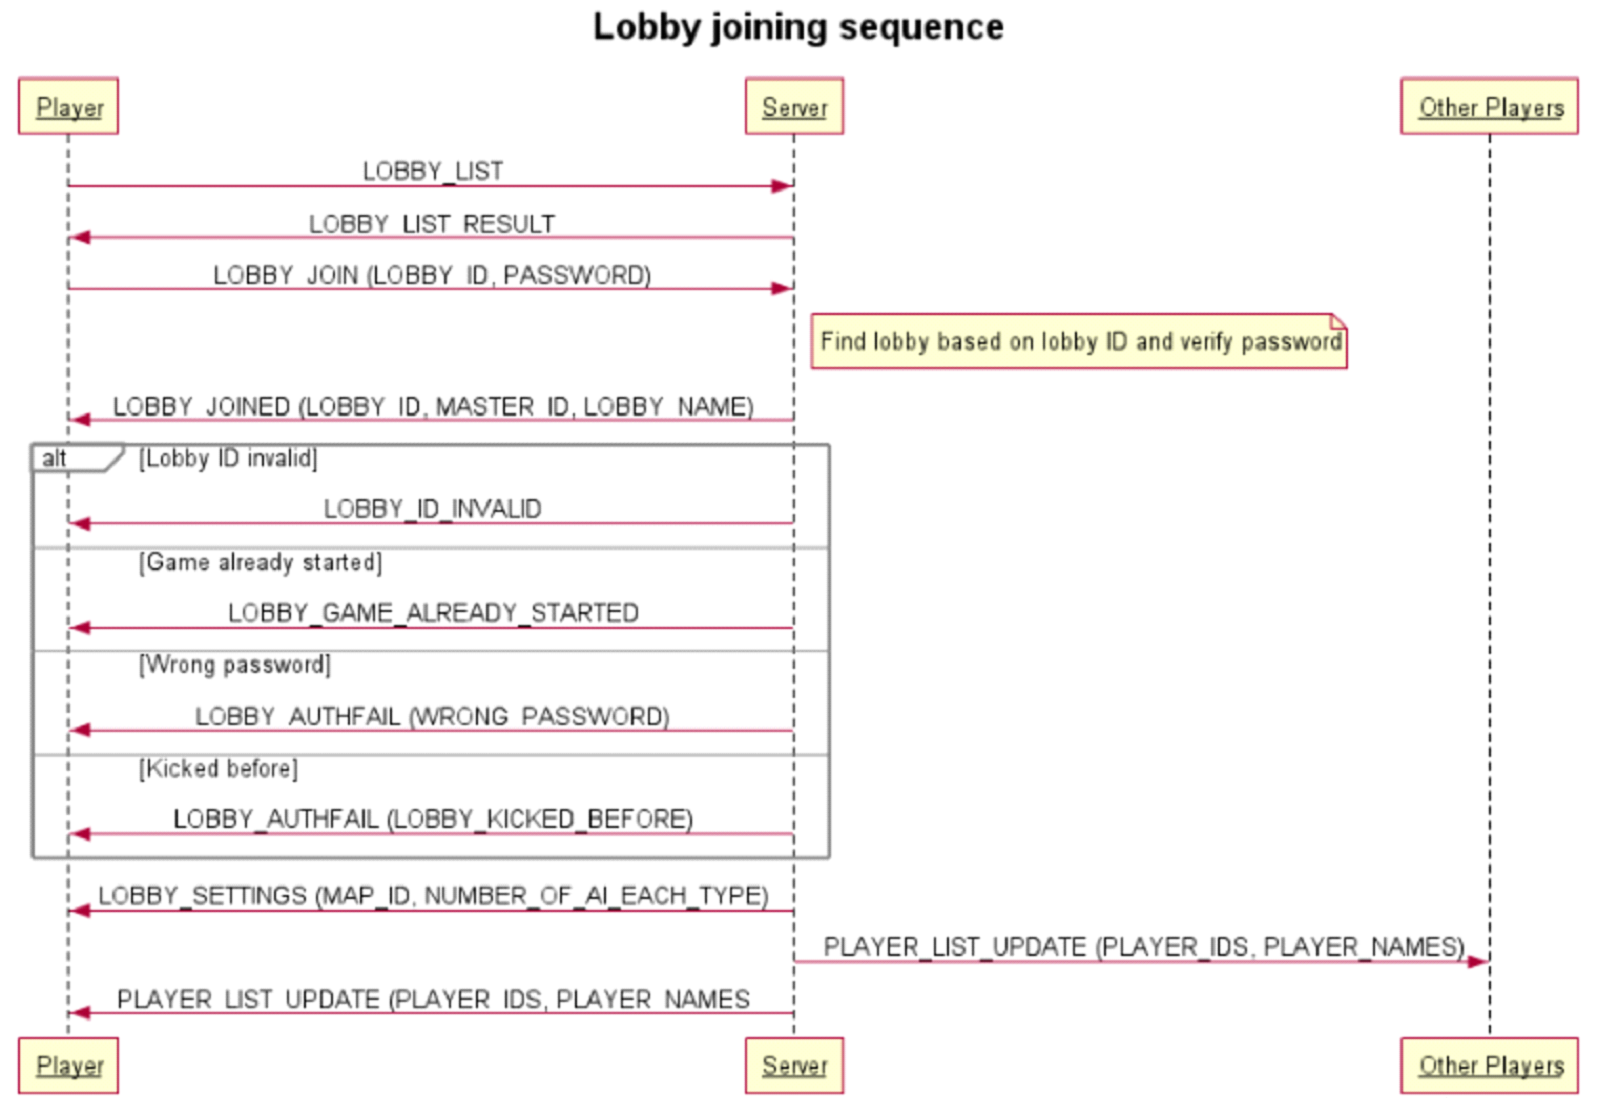 Lobby joining sequence
Player Server Other Players
LOBBY_LIST
LOBBY_LIST_RESULT
LOBBY_JOIN (LOBBY_ID, PASSWORD)
Find lobby based on lobby ID and verify password
LOBBY_JOINED (LOBBY_ID, MASTER_ID, LOBBY_NAME)
alt [Lobby ID invalid]
LOBBY_ID_INVALID
[Game already started]
LOBBY_GAME_ALREADY_STARTED
[Wrong password]
LOBBY_AUTHFAIL (WRONG_PASSWORD)
[Kicked before]
LOBBY_AUTHFAIL (LOBBY_KICKED_BEFORE)
LOBBY_SETTINGS (MAP_ID, NUMBER_OF_AI_EACH_TYPE)
PLAYER_LIST_UPDATE (PLAYER_IDS, PLAYER_NAMES)
PLAYER_LIST_UPDATE (PLAYER_IDS, PLAYER_NAMES
Player Server Other Players